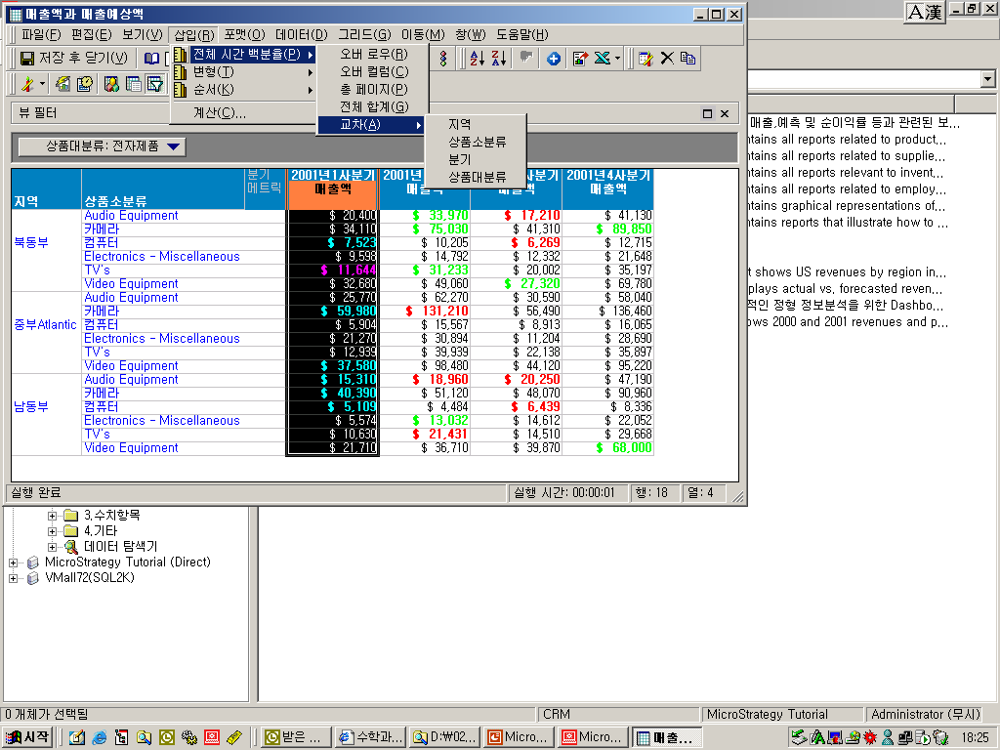 매출액과 매출예상액
A漢
파일(F) 편집(E) 보기(V) 삽입(R) 포맷(O) 데이터(D) 그리드(G) 이동(M) 창(W) 도움말(H)
저장 후 닫기(V)
전체 시간 백분율(P)
변형(T)
순서(K)
계산(C)...
오버 로우(R)
오버 컬럼(C)
총 페이지(P)
전체 합계(G)
교차(A)
지역
상품소분류
분기
상품대분류
뷰 필터
상품대분류: 전자제품
분기 2001년1사분기 2001년 사분기 2001년4사분기
메트릭 매출액 매출액 매출액 매출액
지역 상품소분류
Audio Equipment $ 20,400 $ 33,970 $ 17,210 $ 41,130
카메라 $ 34,110 $ 75,030 $ 41,310 $ 89,850
북동부 컴퓨터 $ 7,523 $ 10,205 $ 6,269 $ 12,715
Electronics - Miscellaneous $ 9,598 $ 14,792 $ 12,332 $ 21,648
TV's $ 11,644 $ 31,233 $ 20,002 $ 35,197
Video Equipment $ 32,680 $ 49,060 $ 27,320 $ 69,780
Audio Equipment $ 25,770 $ 62,270 $ 30,590 $ 58,040
카메라 $ 59,980 $ 131,210 $ 56,490 $ 136,460
중부Atlantic 컴퓨터 $ 5,904 $ 15,567 $ 8,913 $ 16,065
Electronics - Miscellaneous $ 21,270 $ 30,894 $ 11,204 $ 28,690
TV's $ 12,939 $ 39,939 $ 22,138 $ 35,897
Video Equipment $ 37,580 $ 98,480 $ 44,120 $ 95,220
Audio Equipment $ 15,310 $ 18,960 $ 20,250 $ 47,190
카메라 $ 40,390 $ 51,120 $ 48,070 $ 90,960
남동부 컴퓨터 $ 5,109 $ 4,484 $ 6,439 $ 8,336
Electronics - Miscellaneous $ 5,574 $ 13,032 $ 14,612 $ 22,052
TV's $ 10,630 $ 21,431 $ 14,510 $ 29,668
Video Equipment $ 21,710 $ 36,710 $ 39,870 $ 68,000
실행 완료 실행 시간: 00:00:01 행: 18 열: 4
매출,예측 및 순이익률 등과 관련된 보...
ntains all reports related to product...
ntains all reports related to supplie...
ntains all reports relevant to invent...
ntains all reports related to employ...
ntains graphical representations of...
ntains reports that illustrate how to ...
t shows US revenues by region in...
plays actual vs. forecasted reven...
적인 정형 정보분석을 위한 Dashbo...
ows 2000 and 2001 revenues and p...
3.수치항목
4.기타
데이터 탐색기
MicroStrategy Tutorial (Direct)
VMall72(SQL2K)
0 개체가 선택됨 CRM MicroStrategy Tutorial Administrator (무시)
시작 받은 ... 수학과... D:\02... Micro... Micro... 매출... 18:25